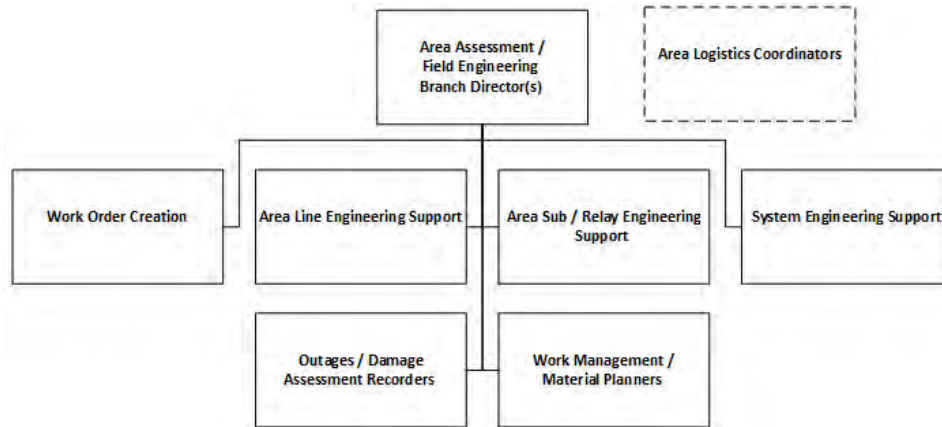 Area Assessment /
Field Engineering
Branch Director(s)
Area Logistics Coordinators
Work Order Creation
Area Line Engineering Support
Area Sub / Relay Engineering
Support
System Engineering Support
Outages / Damage
Assessment Recorders
Work Management /
Material Planners